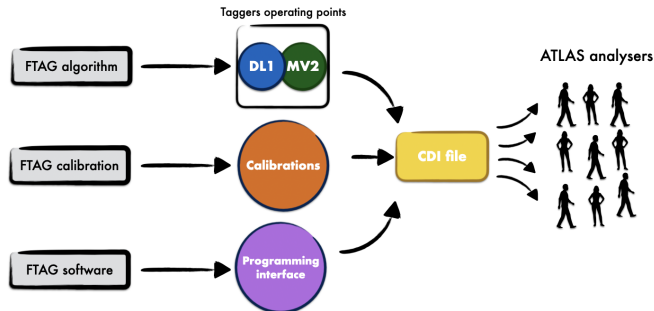 Taggers operating points
FTAG algorithm
DL1
MV2
ATLAS analysers
FTAG calibration
Calibrations
CDI file
FTAG software
Programming
interface